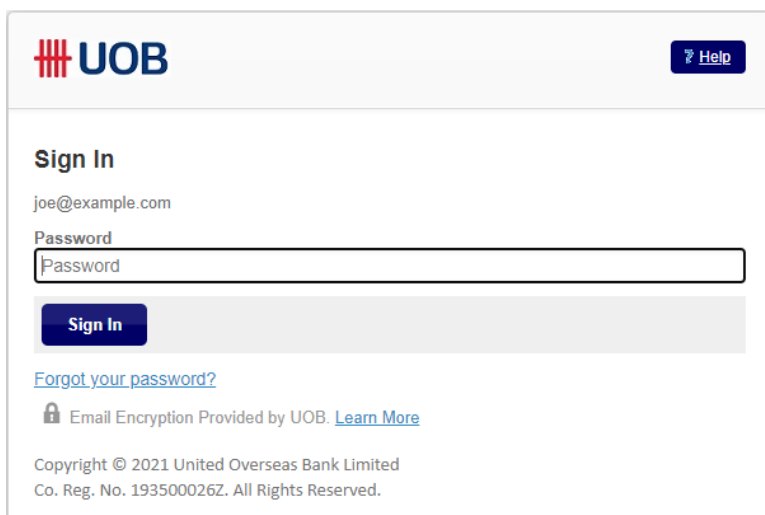 UOB
Help
Sign In
joe@example.com
Password
Password
Sign In
Forgot your password?
Email Encryption Provided by UOB. Learn More
Copyright © 2021 United Overseas Bank Limited
Co. Reg. No. 193500026Z. All Rights Reserved.